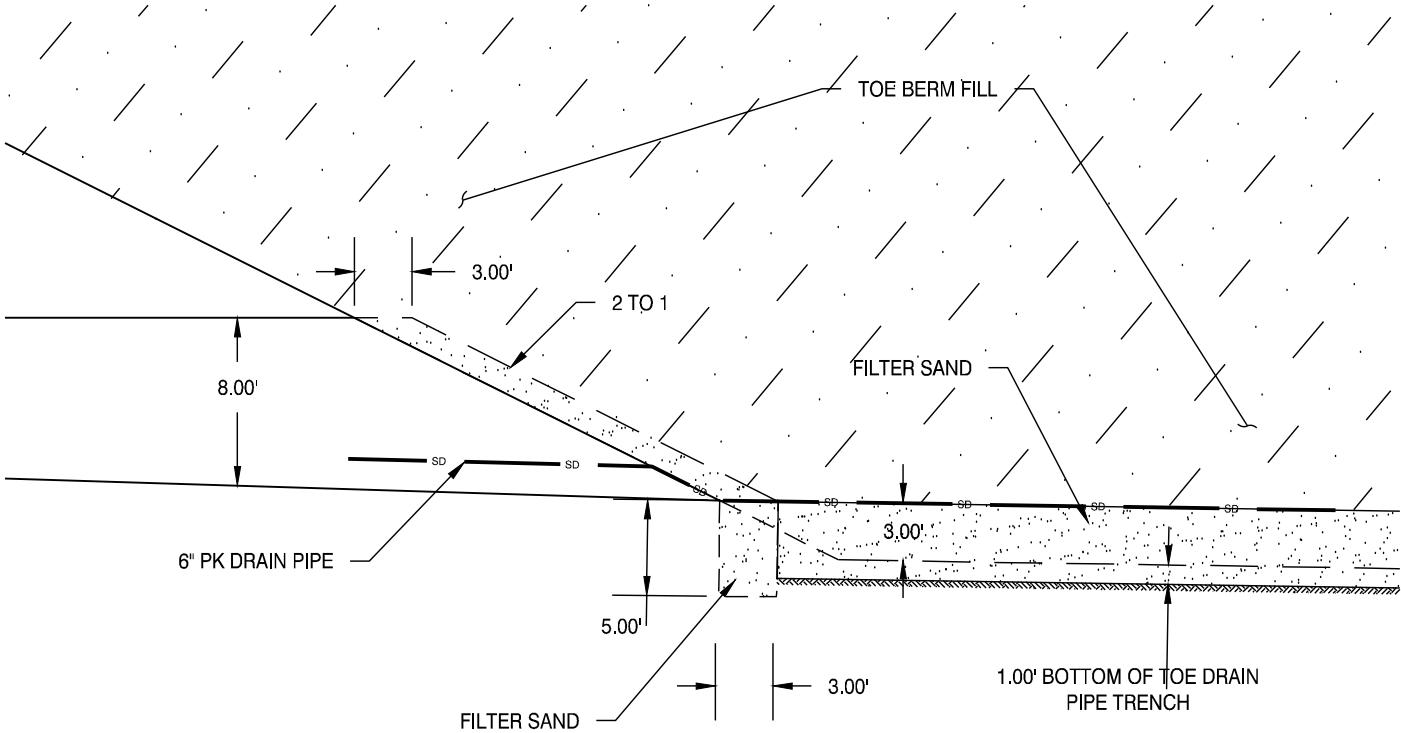 TOE BERM FILL
3.00'
2 TO 1
8.00'
FILTER SAND
SD
SD
SD
SD
SD
SD
SD
3.00'
6" PK DRAIN PIPE
5.00'
3.00'
1.00' BOTTOM OF TOE DRAIN
PIPE TRENCH
FILTER SAND